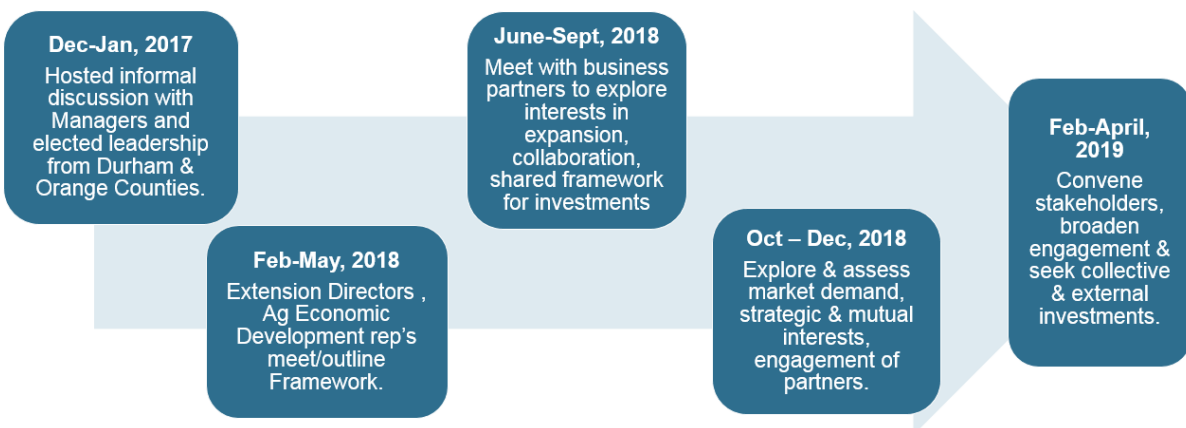 Dec-Jan, 2017
Hosted informal
discussion with
Managers and
elected leadership
from Durham &
Orange Counties.
Feb-May, 2018
Extension Directors ,
Ag Economic
Development rep’s
meet/outline
Framework.
June-Sept, 2018
Meet with business
partners to explore
interests in
expansion,
collaboration,
shared framework
for investments
Oct – Dec, 2018
Explore & assess
market demand,
strategic & mutual
interests,
engagement of
partners.
Feb-April,
2019
Convene
stakeholders,
broaden
engagement &
seek collective
& external
investments.